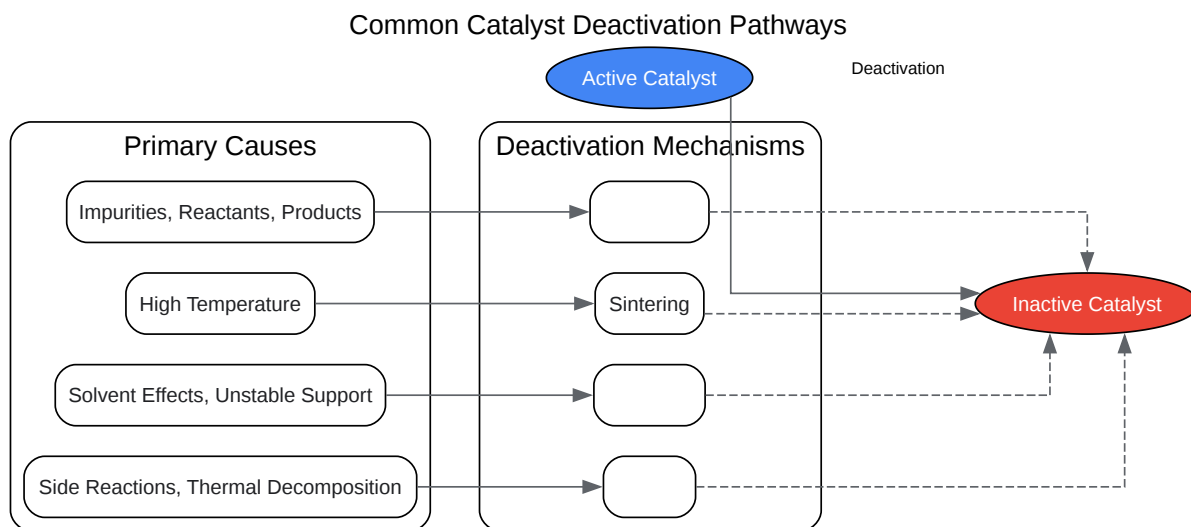 Common Catalyst Deactivation Pathways
Active Catalyst
Deactivation
Primary Causes
Deactivation Mechanisms
Impurities, Reactants, Products
High Temperature
Sintering
Inactive Catalyst
Solvent Effects, Unstable Support
Side Reactions, Thermal Decomposition